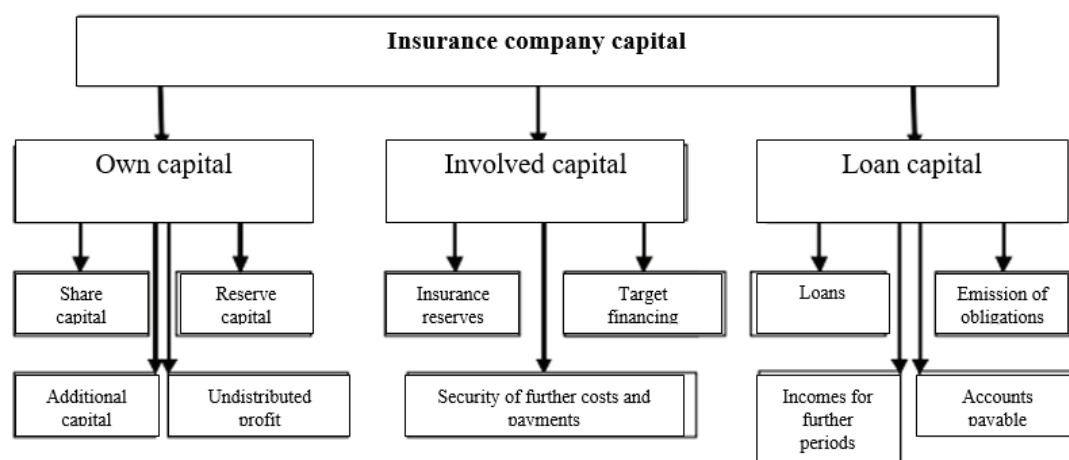 Insurance company capital
Own capital
Involved capital
Loan capital
Share
capital
Reserve
capital
Insurance
reserves
Target
financing
Loans
Emission of
obligations
Additional
capital
Undistributed
profit
Security of further costs and
payments
Incomes for
further
periods
Accounts
payable